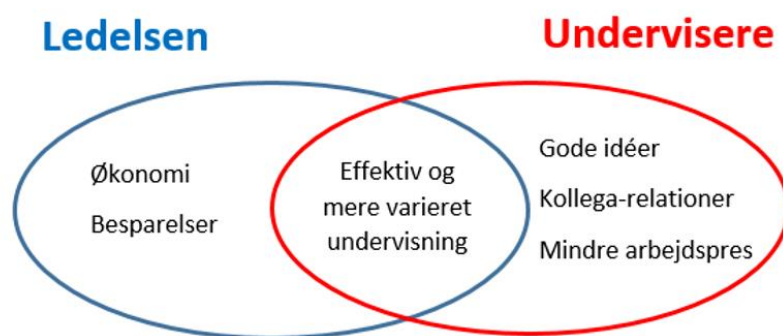 Ledelsen
Undervisere
Økonomi
Besparelser
Effektiv og
mere varieret
undervisning
Gode idéer
Kollega-relationer
Mindre arbejdspres